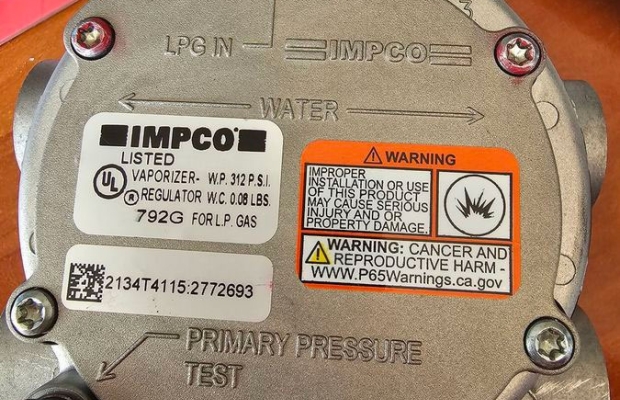 3
LPG IN
IMPCO
WATER
IMPCO
LISTED
UL
VAPORIZER- W.P. 312 P.S.I.
® REGULATOR W.C. 0.08 LBS.
792G FOR L.P. GAS
2134T4115:2772693
WARNING
IMPROPER
INSTALLATION OR USE
OF THIS PRODUCT
MAY CAUSE SERIOUS
INJURY AND OR
PROPERTY DAMAGE.
WARNING: CANCER AND
REPRODUCTIVE HARM -
WWW.P65Warnings.ca.gov
PRIMARY PRESSURE
TEST